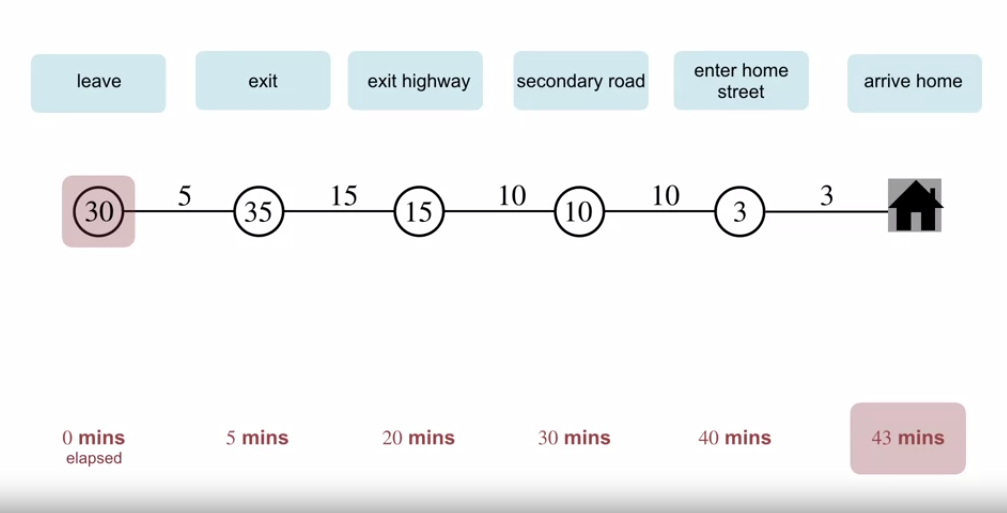 leave
exit
exit highway
secondary road
enter home
street
arrive home
5
15
10
10
3
30
35
15
10
3
0 mins
elapsed
5 mins
20 mins
30 mins
40 mins
43 mins